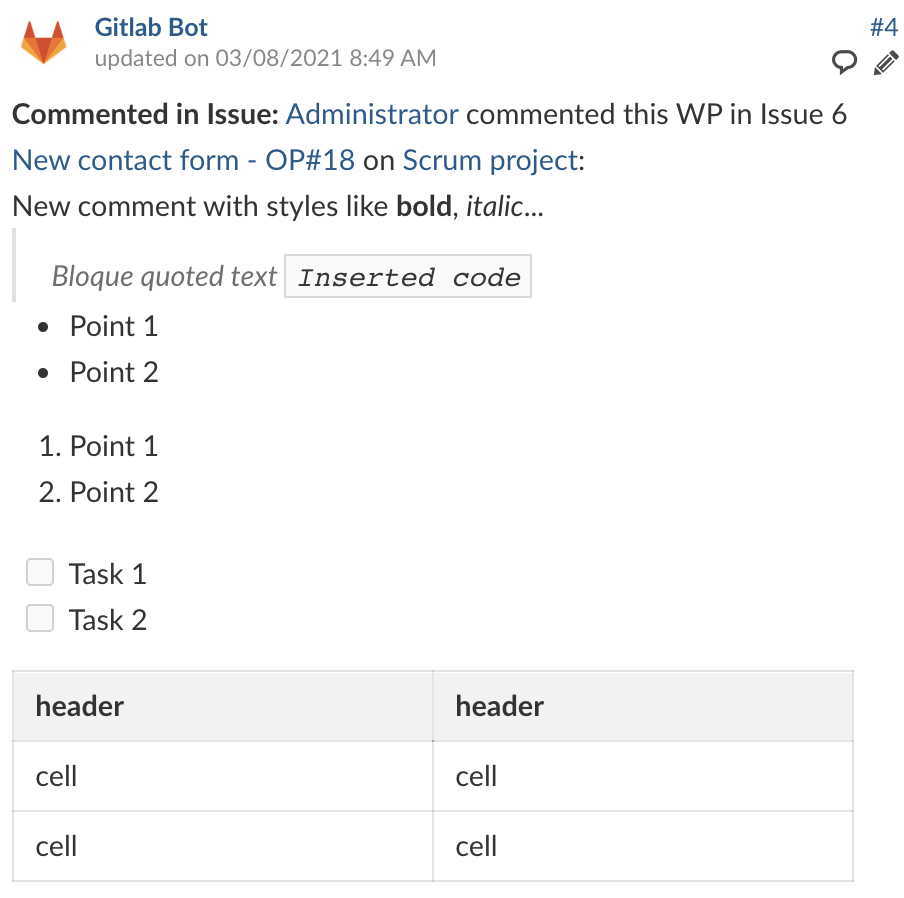 Gitlab Bot
#4
updated on 03/08/2021 8:49 AM
Commented in Issue: Administrator commented this WP in Issue 6
New contact form - OP#18 on Scrum project:
New comment with styles like bold, italic...
Bloque quoted text Inserted code
• Point 1
• Point 2
1. Point 1
2. Point 2
Task 1
Task 2
header header
cell cell
cell cell